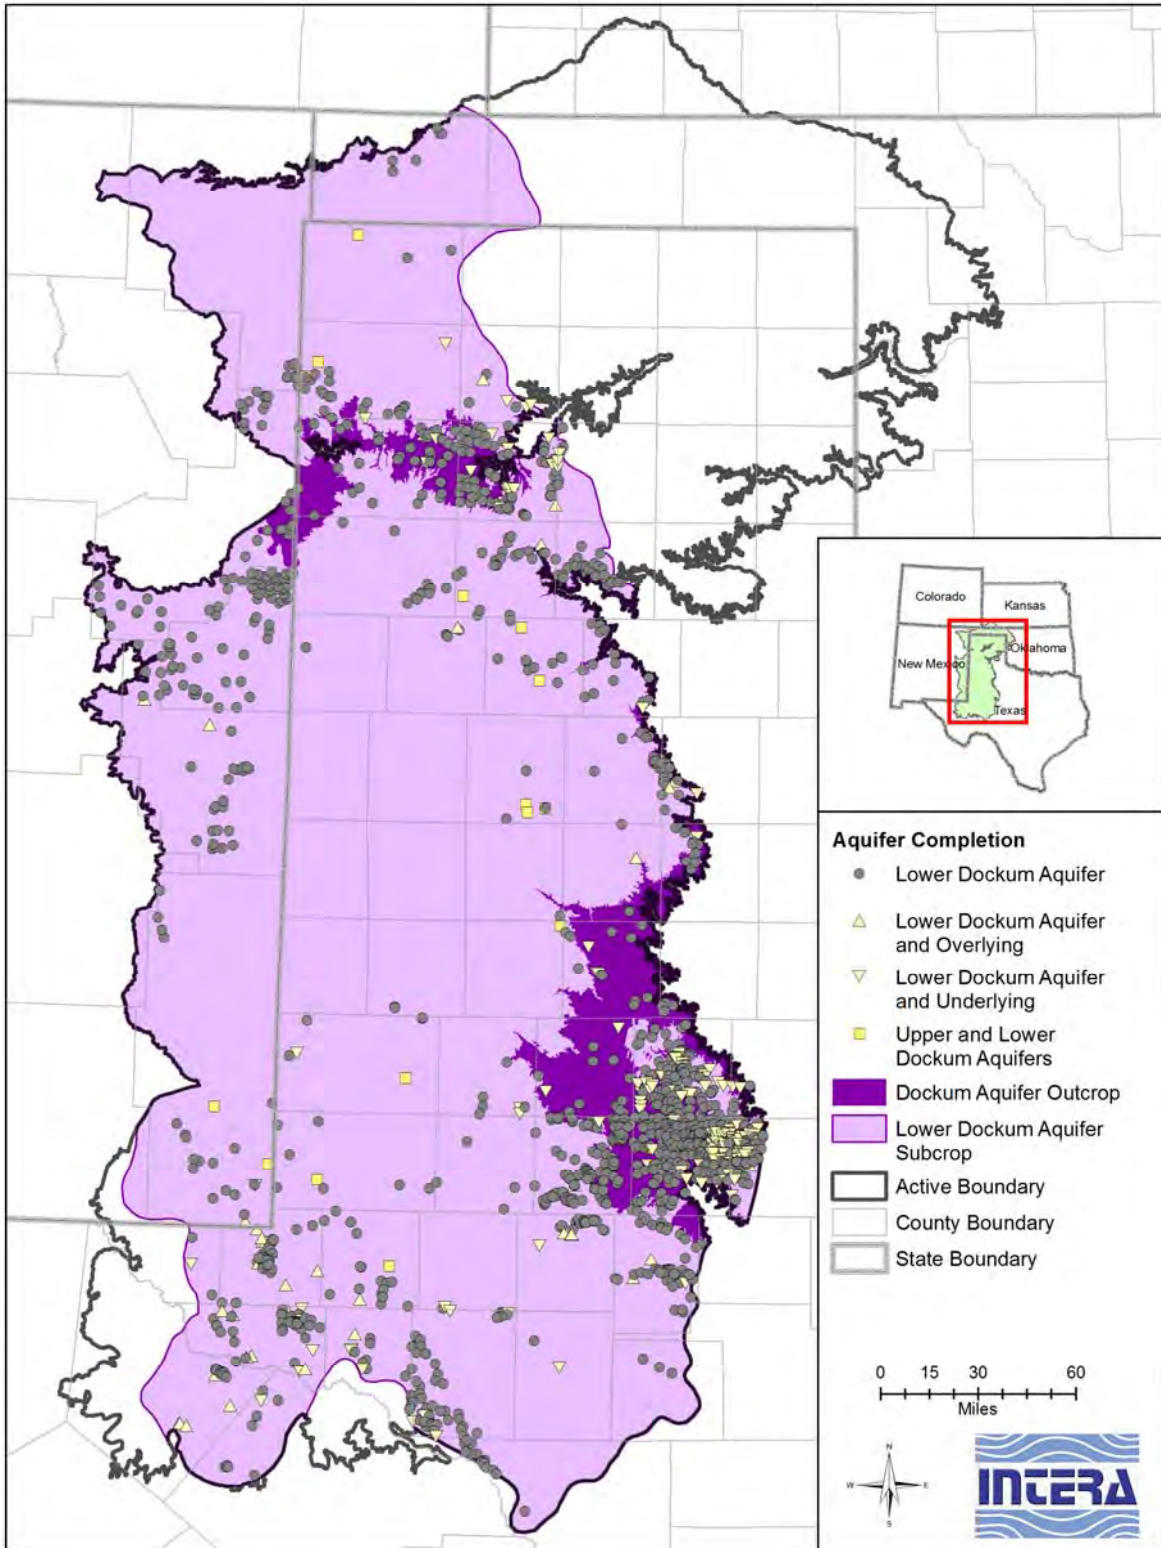 Colorado
Kansas
New Mexico
Oklahoma
Texas
Aquifer Completion
Lower Dockum Aquifer
Lower Dockum Aquifer
and Overlying
Lower Dockum Aquifer
and Underlying
Upper and Lower
Dockum Aquifers
Dockum Aquifer Outcrop
Lower Dockum Aquifer
Subcrop
Active Boundary
County Boundary
State Boundary
0 15 30 60
Miles
N
W E
S
INTERA